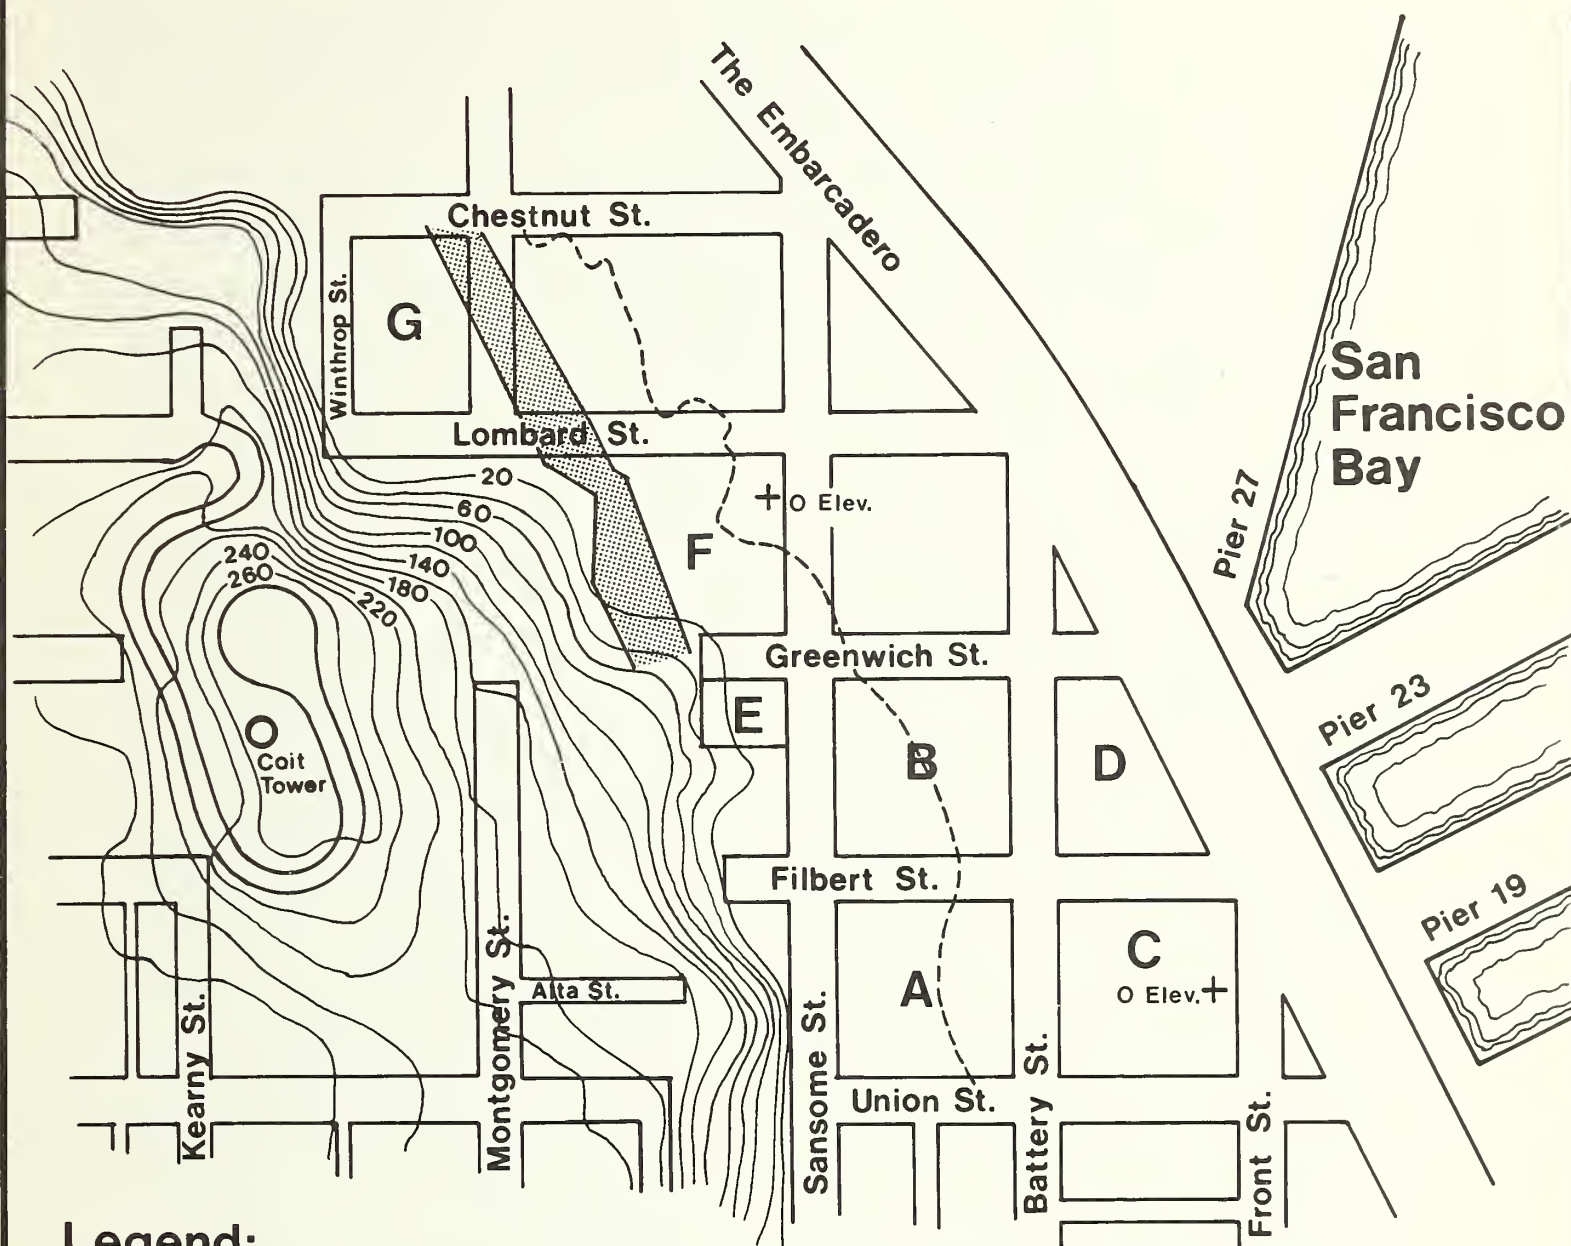 The Embarcadero
Chestnut St.
Winthrop St.
G
San
Francisco
Bay
Lombard St.
20
60
100
140
180
220
240
260
+ O Elev.
F
Pier 27
Greenwich St.
E
B
D
Pier 23
Coit
Tower
Filbert St.
Pier 19
C
O Elev.+
A
Alta St.
Kearny St.
Montgomery St.
Sansome St.
Union St.
Battery St.
Front St.
Legend: